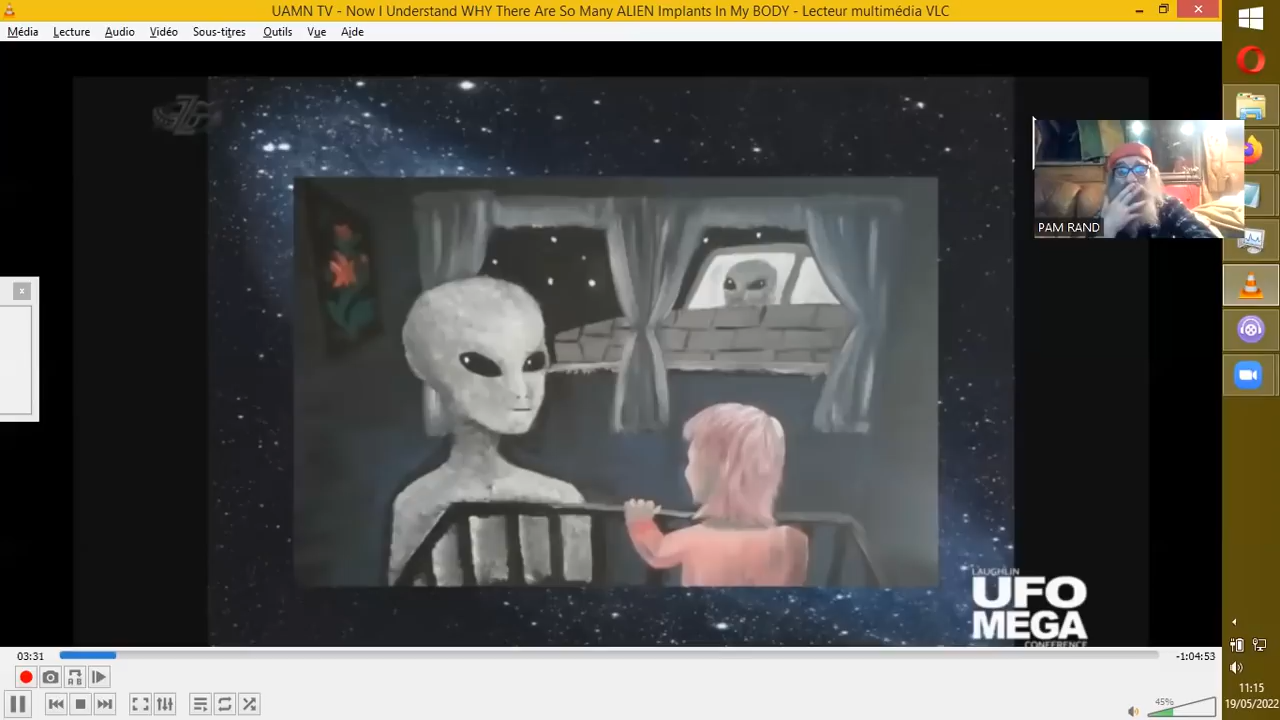 UAMN TV - Now I Understand WHY There Are So Many ALIEN Implants In My BODY - Lecteur multimédia VLC
Média Lecture Audio Vidéo Sous-titres Outils Vue Aide
PAM RAND
LAUGHLIN
UFO
MEGA
CONFERENCE
03:31
-1:04:53
45%
11:15
19/05/2022